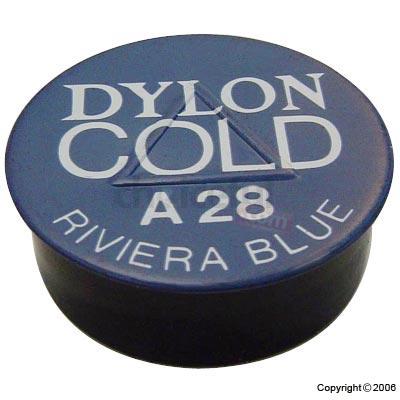 DYLON
COLD
A 28
RIVIERA BLUE
Copyright © 2006